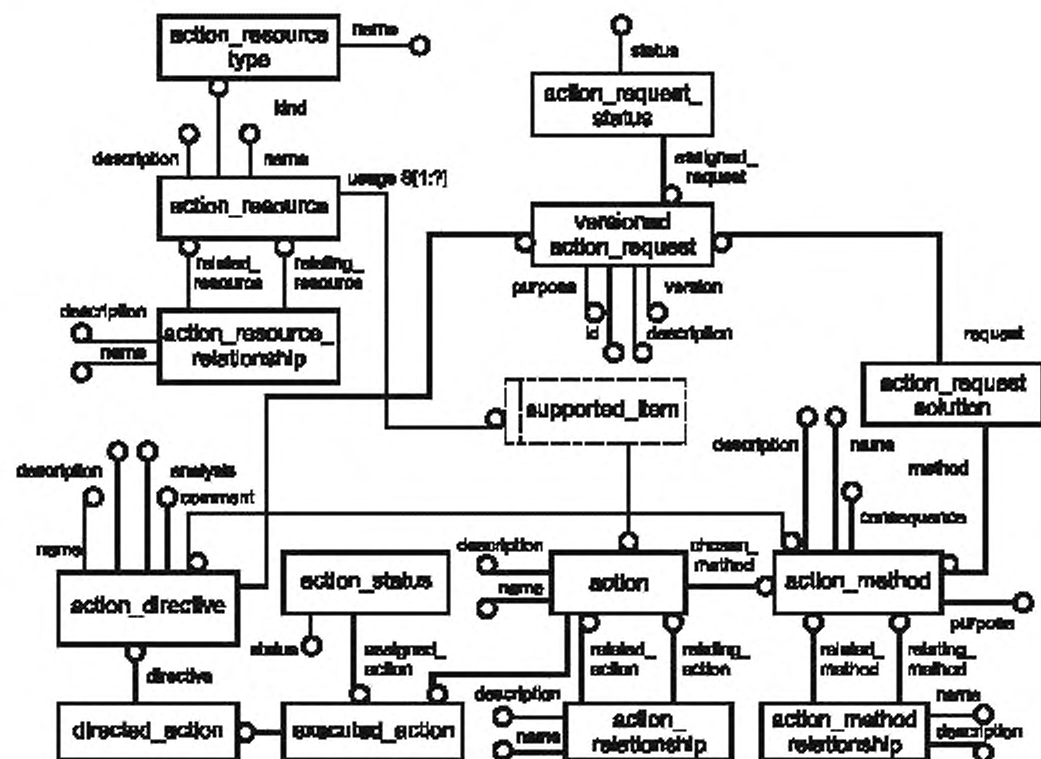 action_resource
type
name
kind
description
name
action_resource
usage S[1:?]
related_
resource
relating_
resource
description
name
action_resource_
relationship
status
action_request_
status
assigned_
request
versioned
action_request
purpose
version
id
description
request
action_request
solution
supported_item
description
name
method
consequence
description
analysis
comment
name
action_directive
action_status
description
name
action
chosen_
method
action_method
purpose
status
assigned_
action
related_
action
relating_
action
related_
method
relating_
method
directive
directed_action
executed_action
description
name
action_
relationship
action_method
relationship
name
description